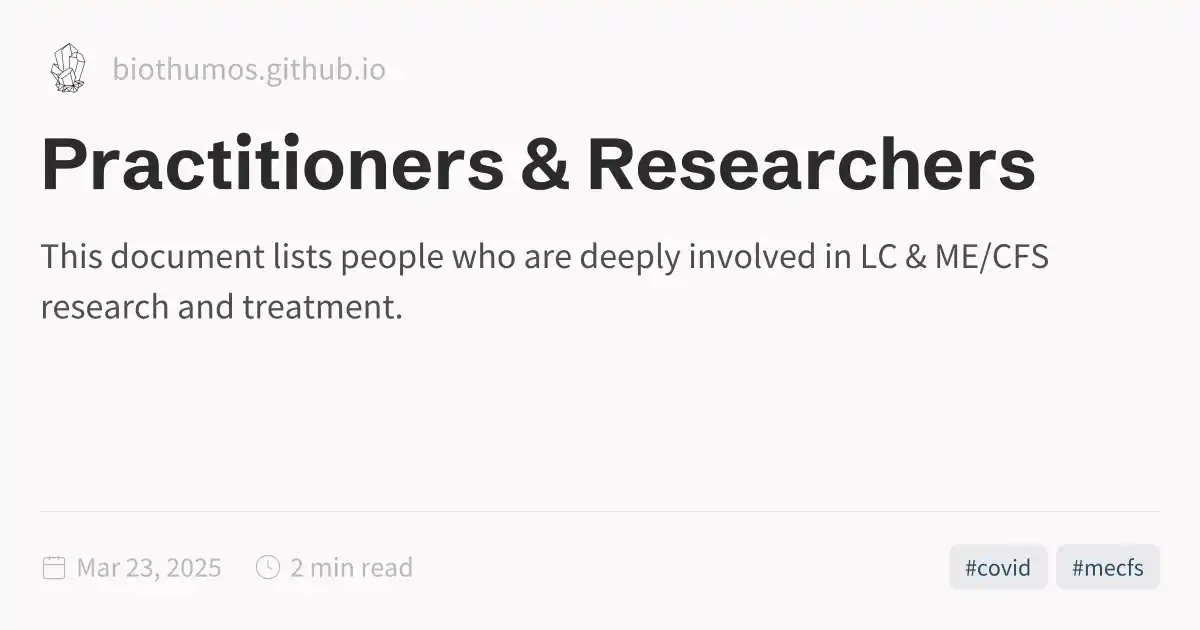 biothumos.github.io
Practitioners & Researchers
This document lists people who are deeply involved in LC & ME/CFS
research and treatment.
Mar 23, 2025 2 min read #covid #mecfs